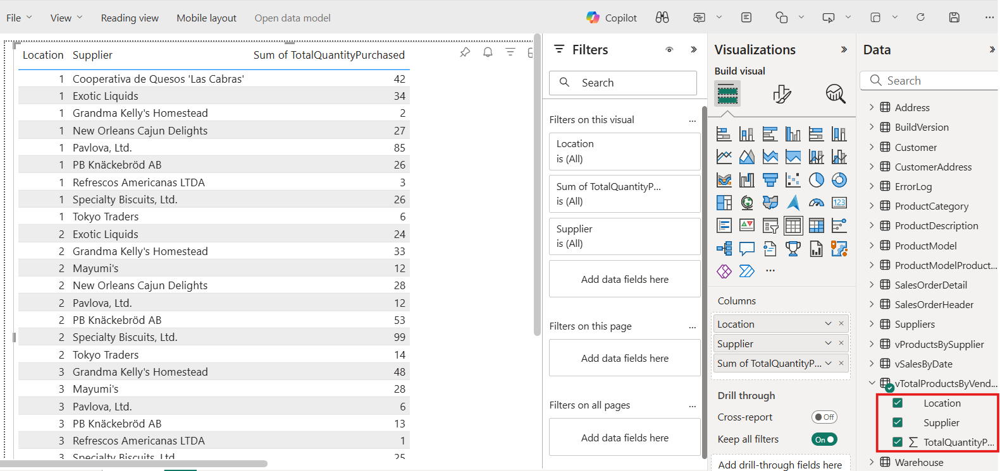 File View Reading view Mobile layout Open data model Copilot
Location Supplier Sum of TotalQuantityPurchased
1 Cooperativa de Quesos 'Las Cabras' 42
1 Exotic Liquids 34
1 Grandma Kelly's Homestead 2
1 New Orleans Cajun Delights 27
1 Pavlova, Ltd. 85
1 PB Knäckebröd AB 26
1 Refrescos Americanas LTDA 3
1 Specialty Biscuits, Ltd. 26
1 Tokyo Traders 6
2 Exotic Liquids 24
2 Grandma Kelly's Homestead 33
2 Mayumi's 12
2 New Orleans Cajun Delights 28
2 Pavlova, Ltd. 12
2 PB Knäckebröd AB 53
2 Specialty Biscuits, Ltd. 99
2 Tokyo Traders 14
3 Grandma Kelly's Homestead 48
3 Mayumi's 28
3 Pavlova, Ltd. 6
3 PB Knäckebröd AB 13
3 Refrescos Americanas LTDA 1
3 Specialty Biscuits, Ltd. 25
Filters
Search
Filters on this visual ...
Location
is (All)
Sum of TotalQuantityP...
is (All)
Supplier
is (All)
Add data fields here
Filters on this page ...
Add data fields here
Filters on all pages ...
Add data fields here
Visualizations
Build visual
123
...
Columns
Location
Supplier
Sum of TotalQuantityP...
Drill through
Cross-report Off
Keep all filters On
Add drill-through fields here
Data
Search
Address
BuildVersion
Customer
CustomerAddress
ErrorLog
ProductCategory
ProductDescription
ProductModel
ProductModelProduct...
SalesOrderDetail
SalesOrderHeader
Suppliers
vProductsBySupplier
vSalesByDate
vTotalProductsByVend...
Location
Supplier
∑ TotalQuantityP...
Warehouse